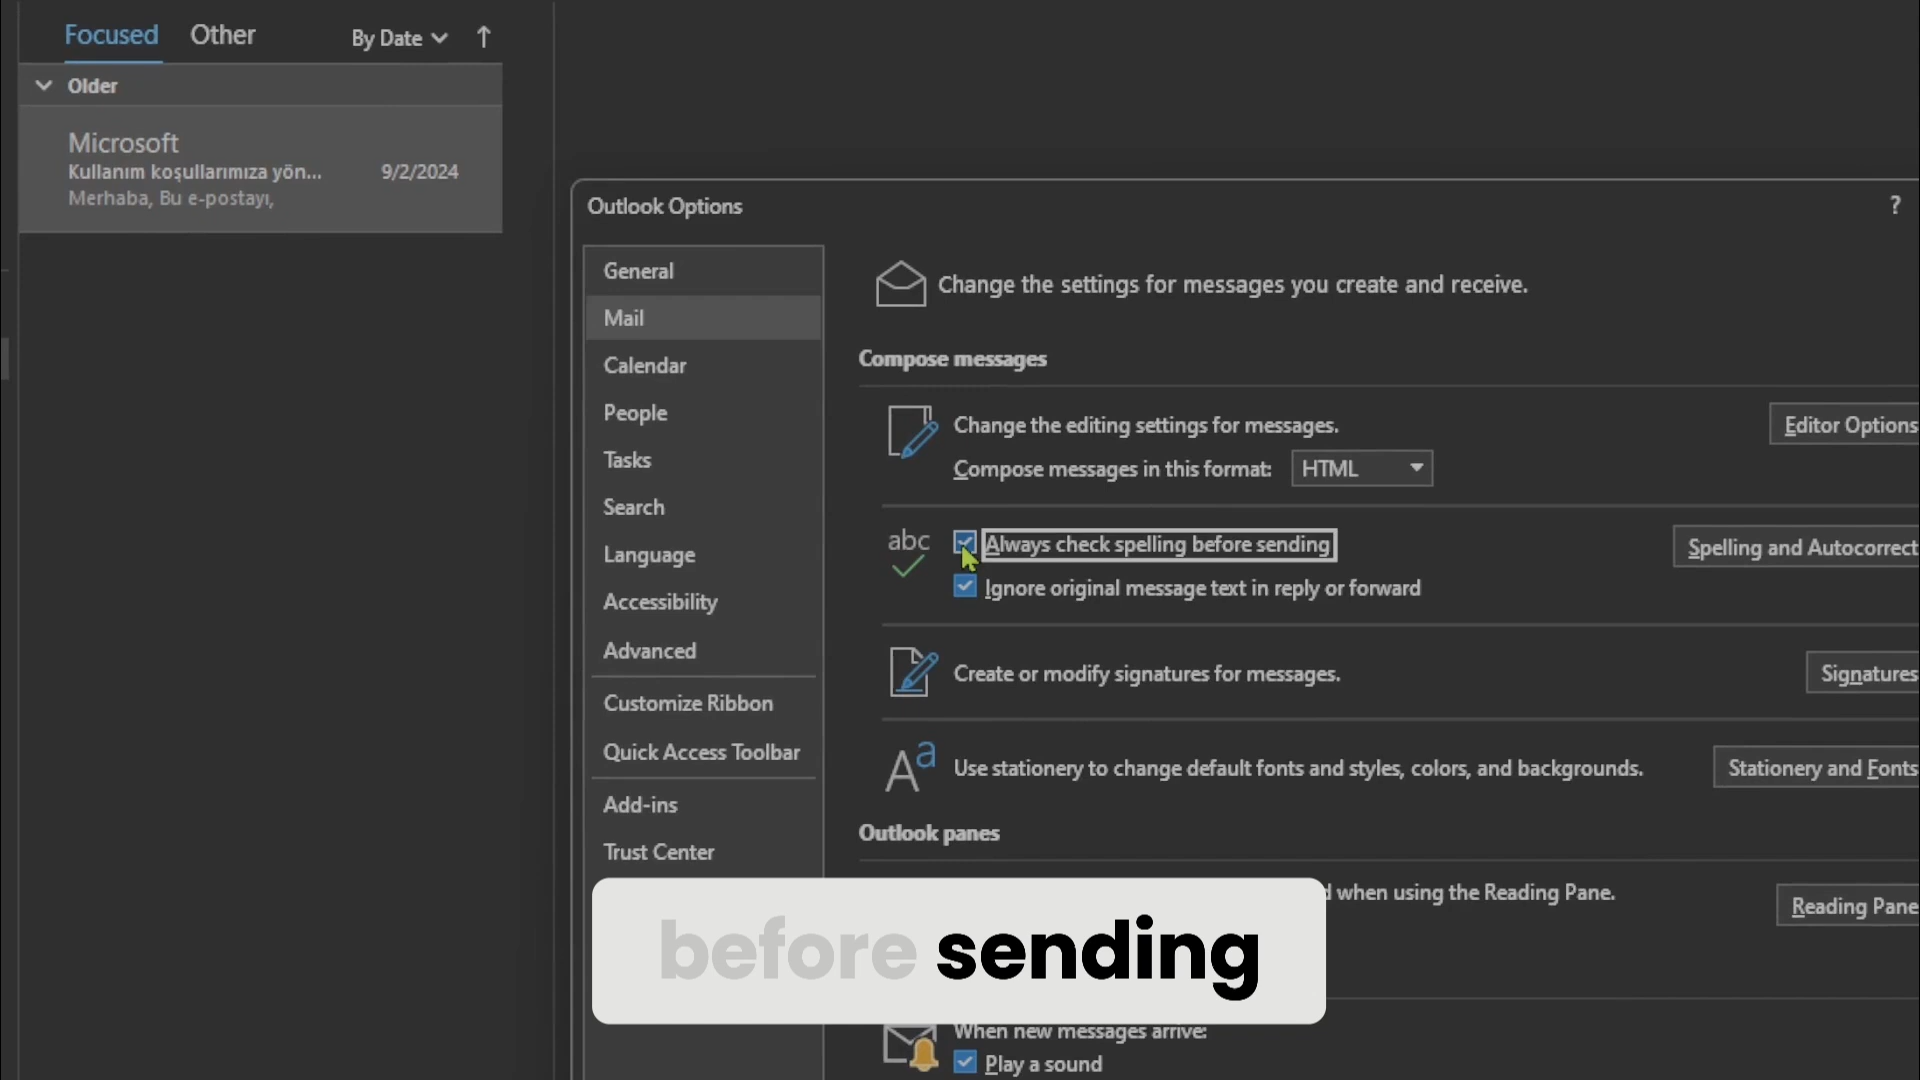 Focused Other By Date
Older
Microsoft
Kullanım koşullarımıza yön... 9/2/2024
Merhaba, Bu e-postayı,
Outlook Options ?
General
Mail
Calendar
People
Tasks
Search
Language
Accessibility
Advanced
Customize Ribbon
Quick Access Toolbar
Add-ins
Trust Center
Change the settings for messages you create and receive.
Compose messages
Change the editing settings for messages. Editor Options
Compose messages in this format: HTML
abc
Always check spelling before sending Spelling and Autocorrect
Ignore original message text in reply or forward
Create or modify signatures for messages. Signatures
Aa Use stationery to change default fonts and styles, colors, and backgrounds. Stationery and Fonts
Outlook panes
when using the Reading Pane. Reading Pane
before sending
When new messages arrive:
Play a sound